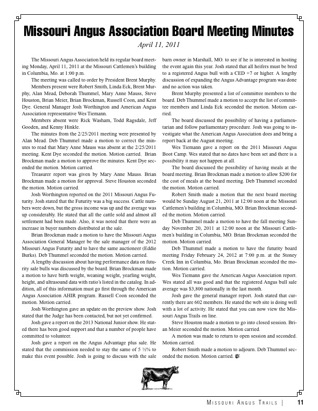 Missouri Angus Association Board Meeting Minutes
April 11, 2011
The Missouri Angus Association held its regular board meeting
Monday, April 11, 2011 at the Missouri Cattlemen's building
in Columbia, Mo. at 1:00 p.m.
The meeting was called to order by President Brent Murphy.
Members present were Robert Smith, Linda Eck, Brent Murphy,
Alan Mead, Deborah Thummel, Mary Anne Maass, Steve
Houston, Brian Meier, Brian Brockman, Russell Coon, and Kent
Dye. General Manager Josh Worthington and American Angus
Association representative Wes Tiemann.
Members absent were Rick Washam, Todd Ragsdale, Jeff
Gooden, and Kenny Hinkle.
The minutes from the 2/25/2011 meeting were presented by
Alan Mead. Deb Thummel made a motion to correct the minutes
to read that Mary Anne Maass was absent at the 2/25/2011
meeting. Kent Dye seconded the motion. Motion carried. Brian
Brockman made a motion to approve the minutes. Kent Dye seconded
the motion. Motion carried.
Treasurer report was given by Mary Anne Maass. Brian
Brockman made a motion for approval. Steve Houston seconded
the motion. Motion carried.
Josh Worthington reported on the 2011 Missouri Angus Futurity.
Josh stated that the Futurity was a big success. Cattle numbers
were down, but the gross income was up and the average was
up considerably. He stated that all the cattle sold and almost all
settlement had been made. Also, it was noted that there were an
increase in buyer numbers distributed at the sale.
Brian Brockman made a motion to have the Missouri Angus
Association General Manager be the sale manager of the 2012
Missouri Angus Futurity and to have the same auctioneer (Eddie
Burks). Deb Thummel seconded the motion. Motion carried.
A lengthy discussion about having performance data on futurity
sale bulls was discussed by the board. Brian Brockman made
a motion to have birth weight, weaning weight, yearling weight,
height, and ultrasound data with ratio's listed in the catalog. In addition,
all of this information must go first through the American
Angus Association AHIR program. Russell Coon seconded the
motion. Motion carried.
Josh Worthington gave an update on the preview show. Josh
stated that the Judge has been contacted, but not yet confirmed.
Josh gave a report on the 2013 National Junior show. He stated
there has been good support and that a number of people have
committed to volunteer.
Josh gave a report on the Angus Advantage plus sale. He
stated that the commission needed to stay the same of 5 ½% to
make this event possible. Josh is going to discuss with the sale
barn owner in Marshall, MO. to see if he is interested in hosting
the event again this year. Josh stated that all heifers must be bred
to a registered Angus bull with a CED +7 or higher. A lengthy
discussion of expanding the Angus Advantage program was done
and no action was taken.
Brent Murphy presented a list of committee members to the
board. Deb Thummel made a motion to accept the list of committee
members and Linda Eck seconded the motion. Motion carried.
The board discussed the possibility of having a parliamentarian
and follow parliamentary procedure. Josh was going to investigate
what the American Angus Association does and bring a
report back at the August meeting.
Wes Tiemann gave a report on the 2011 Missouri Angus
Boot Camp. Wes stated that no dates have been set and there is a
possibility it may not happen at all.
The board discussed the possibility of having meals at the
board meeting. Brian Brockman made a motion to allow $200 for
the cost of meals at the board meeting. Deb Thummel seconded
the motion. Motion carried.
Robert Smith made a motion that the next board meeting
would be Sunday August 21, 2011 at 12:00 noon at the Missouri
Cattlemen's building in Columbia, MO. Brian Brockman seconded
the motion. Motion carried.
Deb Thummel made a motion to have the fall meeting Sunday
November 20, 2011 at 12:00 noon at the Missouri Cattlemen's
building in Columbia, MO. Brian Brockman seconded the
motion. Motion carried.
Deb Thummel made a motion to have the futurity board
meeting Friday February 24, 2012 at 7:00 p.m. at the Stoney
Creek Inn in Columbia, Mo. Brian Brockman seconded the motion.
Motion carried.
Wes Tiemann gave the American Angus Association report.
Wes stated all was good and that the registered Angus bull sale
average was $3,800 nationally in the last month.
Josh gave the general manager report. Josh stated that currently
there are 602 members. He stated the web site is doing well
with a lot of activity. He stated that you can now view the Missouri
Angus Trails on line.
Steve Houston made a motion to go into closed session. Brian
Meier seconded the motion. Motion carried.
A motion was made to return to open session and seconded.
Motion carried.
Robert Smith made a motion to adjourn. Deb Thummel seconded
the motion. Motion carried.
Missouri Angus Trails | 11